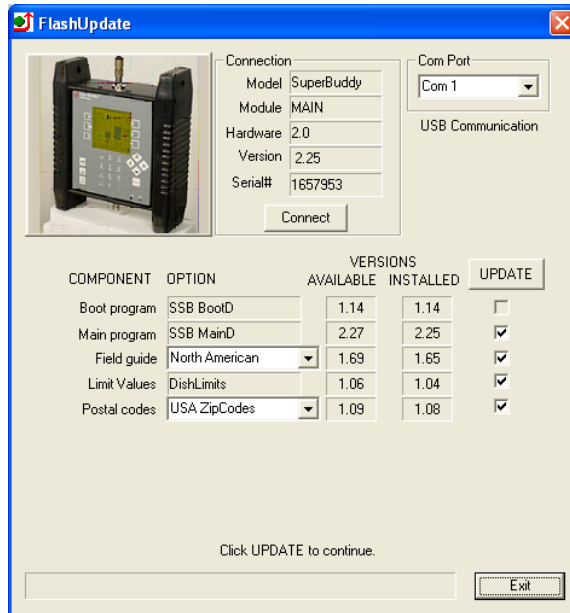 FlashUpdate
Connection
Model SuperBuddy
Module MAIN
Hardware 2.0
Version 2.25
Serial# 1657953
Connect
Com Port
Com 1
USB Communication
VERSIONS
COMPONENT OPTION AVAILABLE INSTALLED UPDATE
Boot program SSB BootD 1.14 1.14
Main program SSB MainD 2.27 2.25
Field guide North American 1.69 1.65
Limit Values DishLimits 1.06 1.04
Postal codes USA ZipCodes 1.09 1.08
Click UPDATE to continue.
Exit